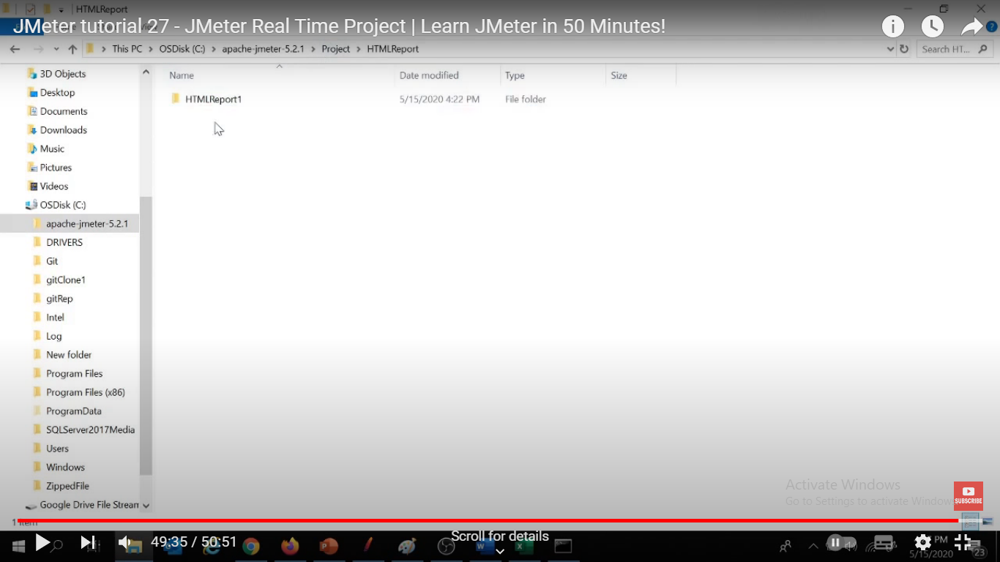 HTMLReport
JMeter tutorial 27 - JMeter Real Time Project | Learn JMeter in 50 Minutes!
This PC > OSDisk (C:) > apache-jmeter-5.2.1 > Project > HTMLReport
Search HT...
Name Date modified Type Size
HTMLReport1 5/15/2020 4:22 PM File folder
3D Objects
Desktop
Documents
Downloads
Music
Pictures
Videos
OSDisk (C:)
apache-jmeter-5.2.1
DRIVERS
Git
gitClone1
gitRep
Intel
Log
New folder
Program Files
Program Files (x86)
ProgramData
SQLServer2017Media
Users
Windows
ZippedFile
Google Drive File Stream
Activate Windows
Go to Settings to activate Windows
SUBSCRIBE
1 item
49:35 / 50:51
Scroll for details
PM
5/15/2020
23